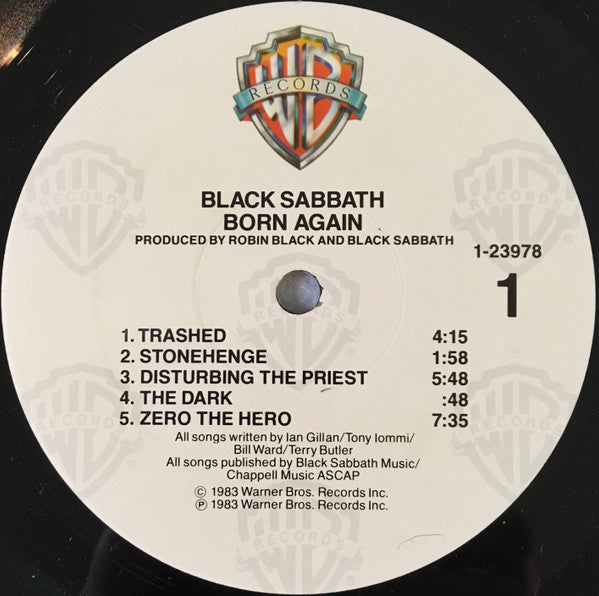 WB
RECORDS
BLACK SABBATH
BORN AGAIN
PRODUCED BY ROBIN BLACK AND BLACK SABBATH
1-23978
1
1. TRASHED 4:15
2. STONEHENGE 1:58
3. DISTURBING THE PRIEST 5:48
4. THE DARK :48
5. ZERO THE HERO 7:35
All songs written by Ian Gillan/Tony Iommi/
Bill Ward/Terry Butler
All songs published by Black Sabbath Music/
Chappell Music ASCAP
© 1983 Warner Bros. Records Inc.
℗ 1983 Warner Bros. Records Inc.